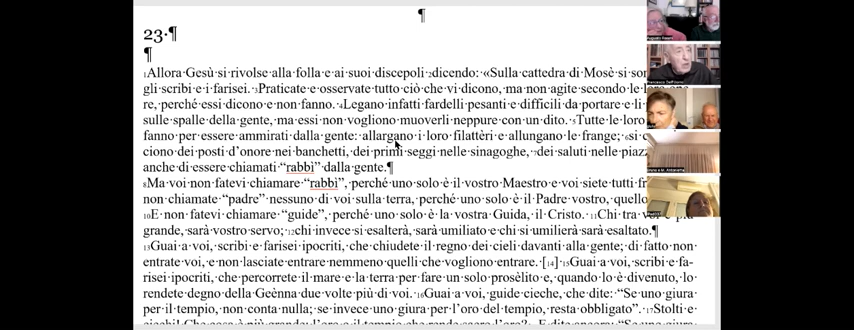 ¶
23·¶
¶
1Allora·Gesù·si·rivolse·alla·folla·e·ai·suoi·discepoli·2dicendo:·«Sulla·cattedra·di·Mosè·si·
gli·scribi·e·i·farisei.·3Praticate·e·osservate·tutto·ciò·che·vi·dicono,·ma·non·agite·secondo·le·
re,·perché·essi·dicono·e·non·fanno.·4Legano·infatti·fardelli·pesanti·e·difficili·da·portare·e·li·
sulle·spalle·della·gente,·ma·essi·non·vogliono·muoverli·neppure·con·un·dito.·5Tutte·le·loro·
fanno·per·essere·ammirati·dalla·gente:·allargano·i·loro·filattèri·e·allungano·le·frange;·6si·
ciono·dei·posti·d'onore·nei·banchetti,·dei·primi·seggi·nelle·sinagoghe,·7dei·saluti·nelle·
anche·di·essere·chiamati·“rabbì”·dalla·gente.¶
8Ma·voi·non·fatevi·chiamare·“rabbì”,·perché·uno·solo·è·il·vostro·Maestro·e·voi·siete·tutti·
mate·“padre”·nessuno·di·voi·sulla·terra,·perché·uno·solo·è·il·Padre·vostro,·quello·
10E·non·fatevi·chiamare·“guide”,·perché·uno·solo·è·la·vostra·Guida,·il·Cristo.·11Chi·tra·
grande,·sarà·vostro·servo;·12chi·invece·si·esalterà,·sarà·umiliato·e·chi·si·umilierà·sarà·esaltato.¶
13Guai·a·voi,·scribi·e·farisei·ipocriti,·che·chiudete·il·regno·dei·cieli·davanti·alla·gente;·di·fatto·non·
entrate·voi,·e·non·lasciate·entrare·nemmeno·quelli·che·vogliono·entrare.·[14]·15Guai·a·voi,·scribi·e·fa-
risei·ipocriti,·che·percorrete·il·mare·e·la·terra·per·fare·un·solo·prosèlito·e,·quando·lo·è·divenuto,·lo·
rendete·degno·della·Geènna·due·volte·più·di·voi.·16Guai·a·voi,·guide·cieche,·che·dite:·“Se·uno·giura·
per·il·tempio,·non·conta·nulla;·se·invece·uno·giura·per·l'oro·del·tempio,·resta·obbligato”.·17Stolti·e·